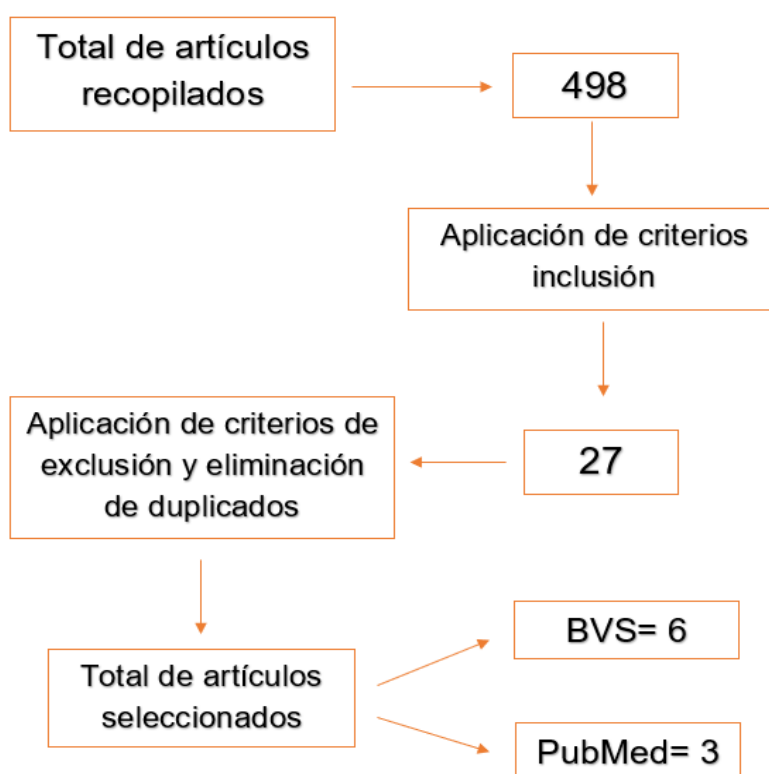 Total de artículos
recopilados
498
Aplicación de criterios
inclusión
27
Aplicación de criterios de
exclusión y eliminación
de duplicados
Total de artículos
seleccionados
BVS= 6
PubMed= 3